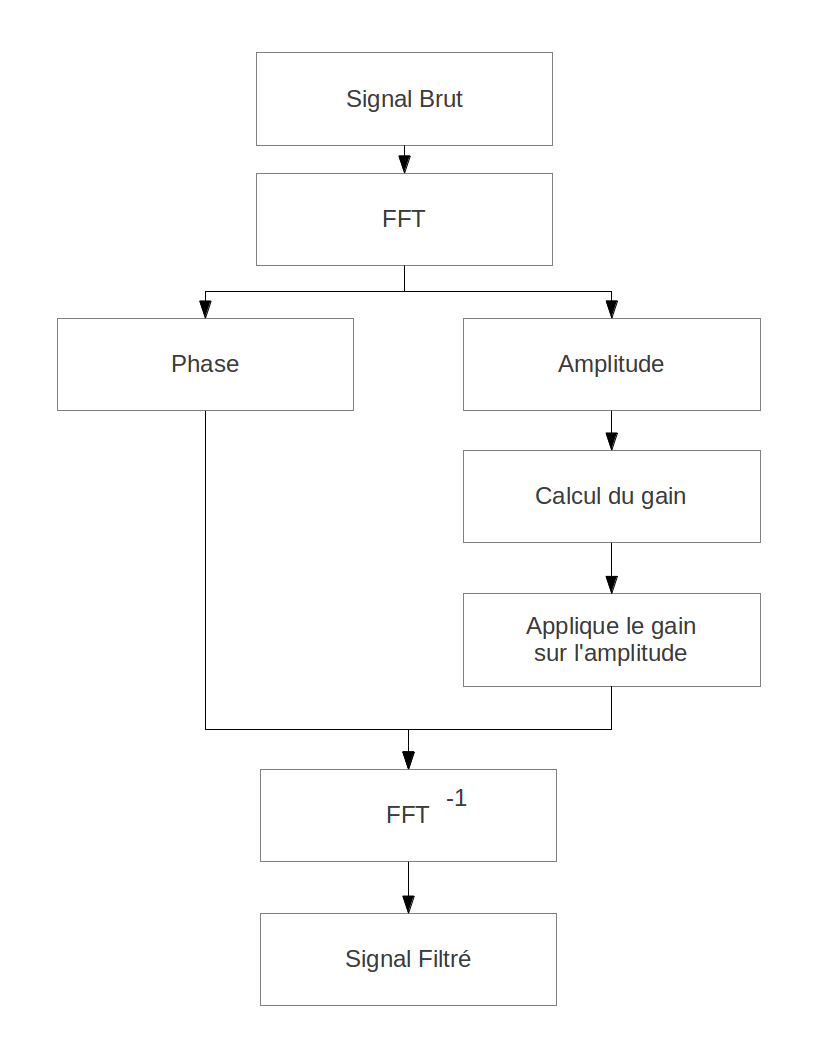 Signal Brut
FFT
Phase
Amplitude
Calcul du gain
Applique le gain
sur l'amplitude
FFT -1
Signal Filtré